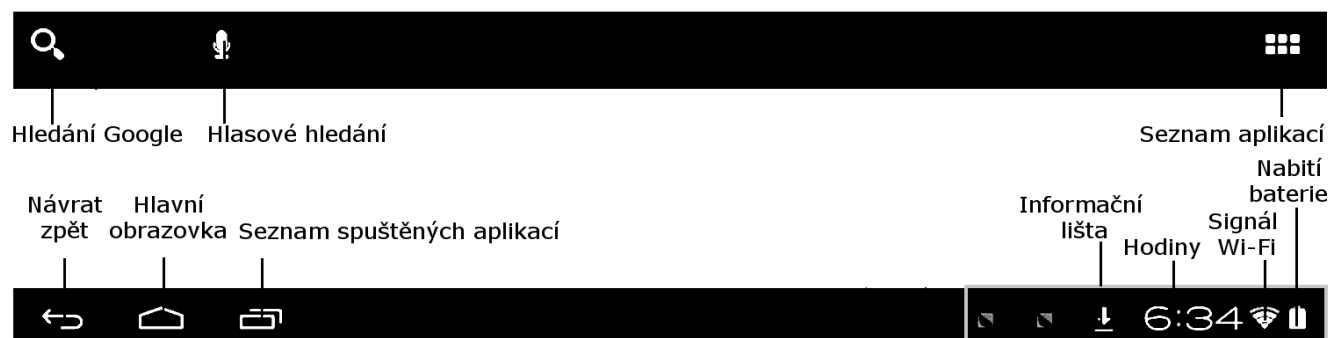 Hledání Google
Hlasové hledání
Seznam aplikací
Návrat
zpět
Hlavní
obrazovka
Seznam spuštěných aplikací
Informační
lišta
Hodiny
Signál
Wi-Fi
Nabití
baterie
6:34